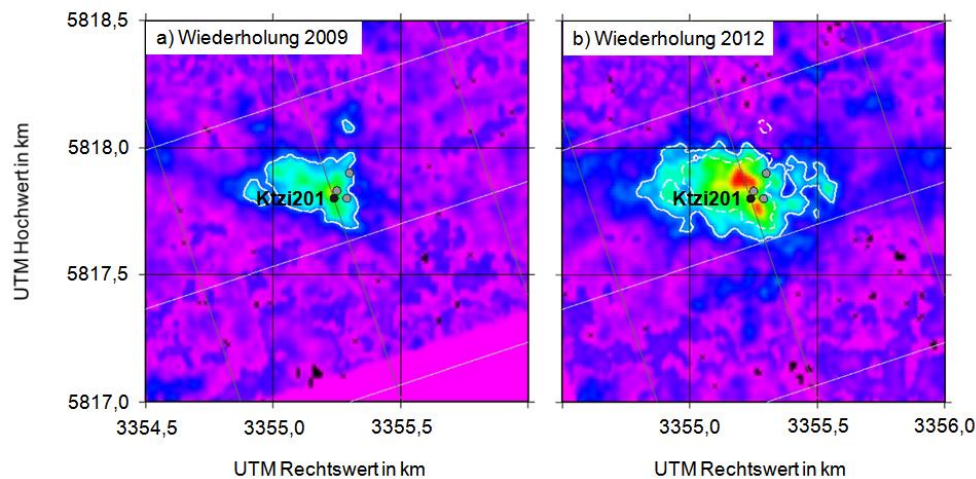 a) Wiederholung 2009
b) Wiederholung 2012
5818,5
5818,0
5817,5
5817,0
UTM Hochwert in km
Ktzi201
Ktzi201
3354,5
3355,0
3355,5
3355,0
3355,5
3356,0
UTM Rechtswert in km
UTM Rechtswert in km